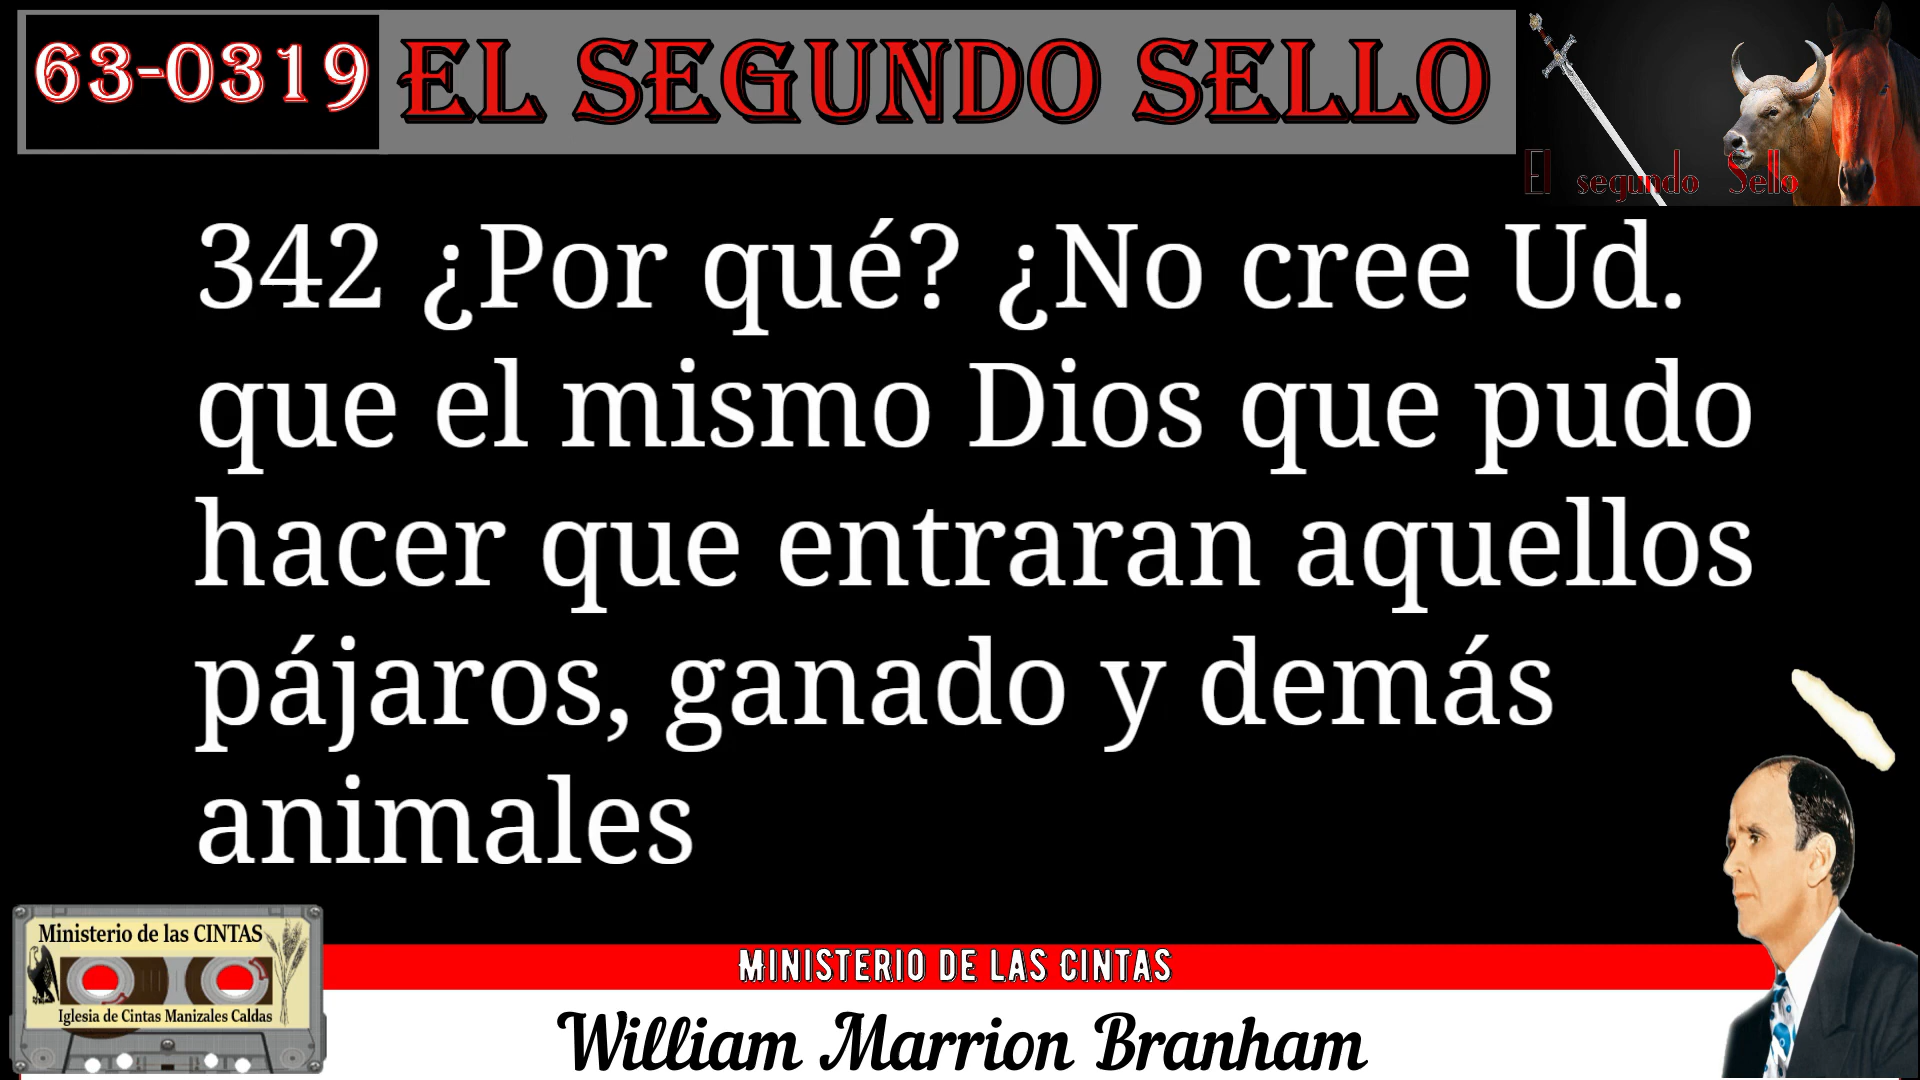 63-0319
EL SEGUNDO SELLO
El segundo Sello
342 ¿Por qué? ¿No cree Ud.
que el mismo Dios que pudo
hacer que entraran aquellos
pájaros, ganado y demás
animales
Ministerio de las CINTAS
Iglesia de Cintas Manizales Caldas
MINISTERIO DE LAS CINTAS
William Marrion Branham